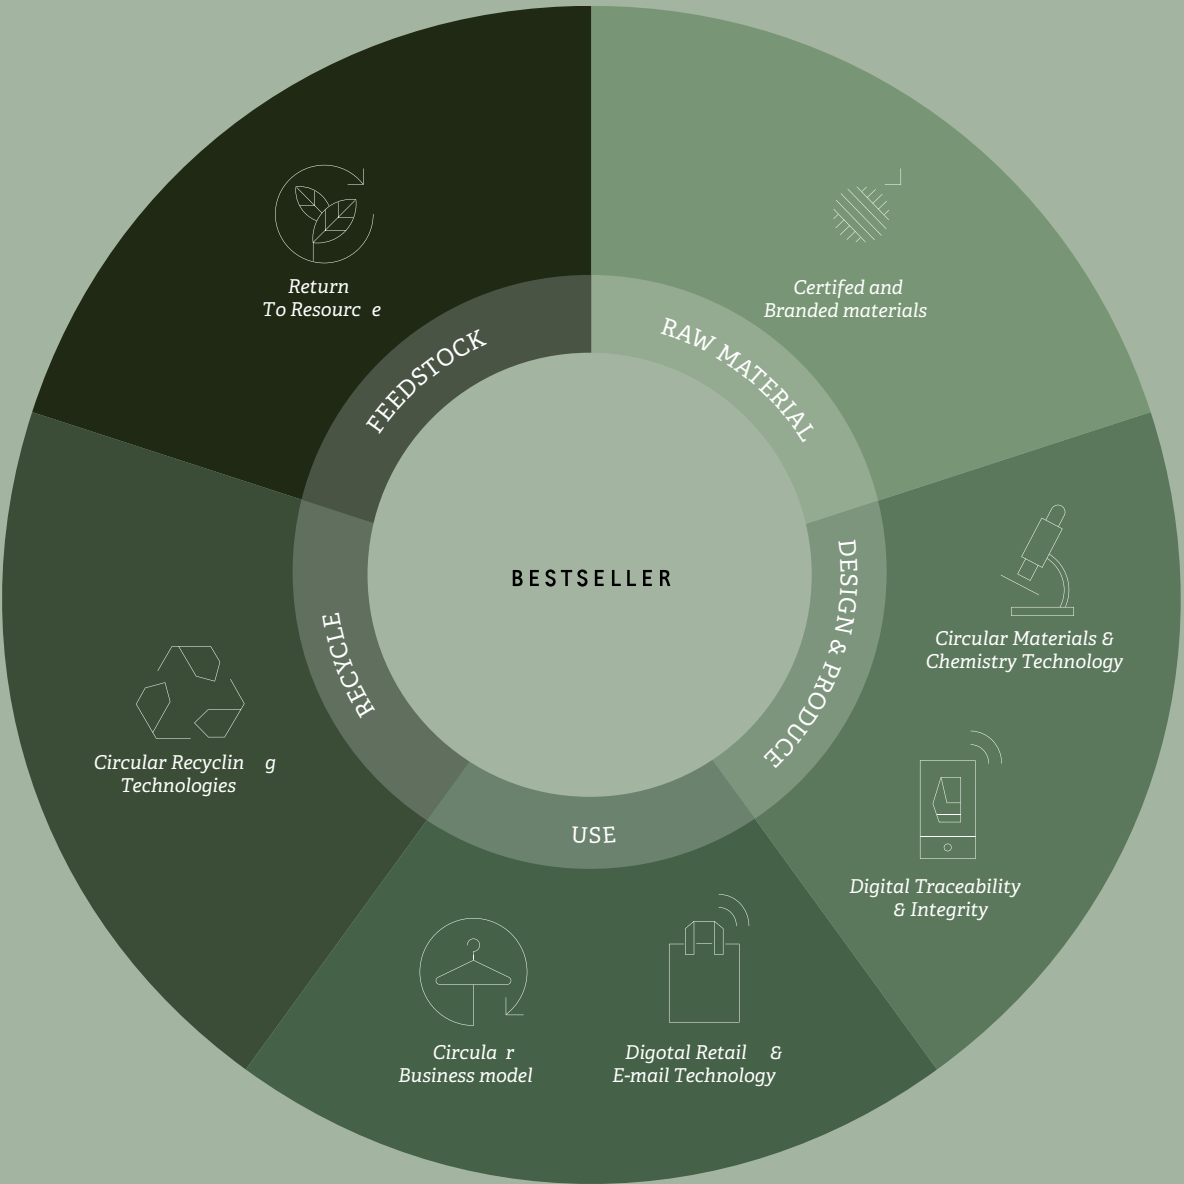 Return
To Resourc e
Certifed and
Branded materials
FEEDSTOCK
RAW MATERIAL
BESTSELLER
DESIGN & PRODUCE
RECYCLE
USE
Circular Materials &
Chemistry Technology
Circular Recyclin g
Technologies
Digital Traceability
& Integrity
Circula r
Business model
Digotal Retail &
E-mail Technology